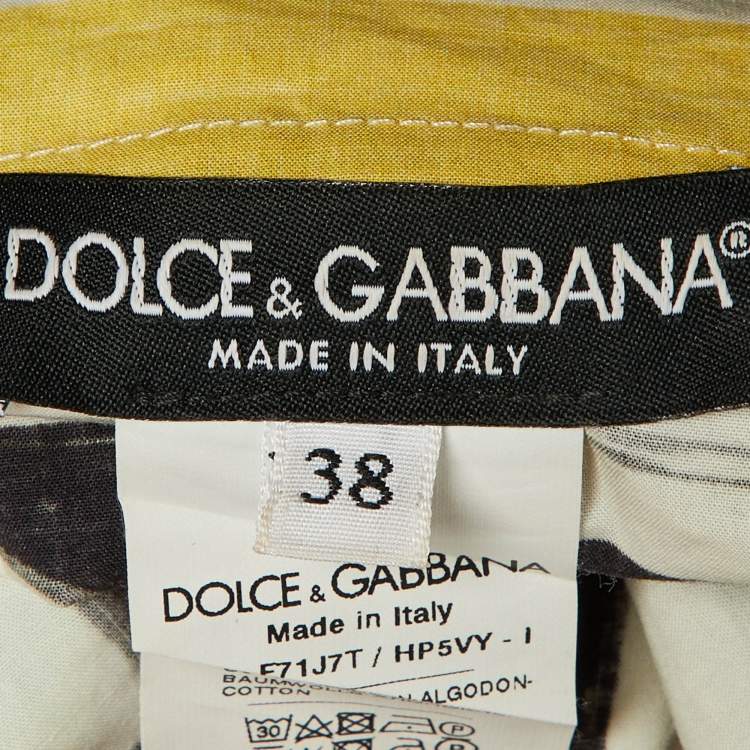 DOLCE & GABBANA®
MADE IN ITALY
38
DOLCE & GABBANA
Made in Italy
F71J7T / HP5VY - I
COTTON ALGODON-
30 P